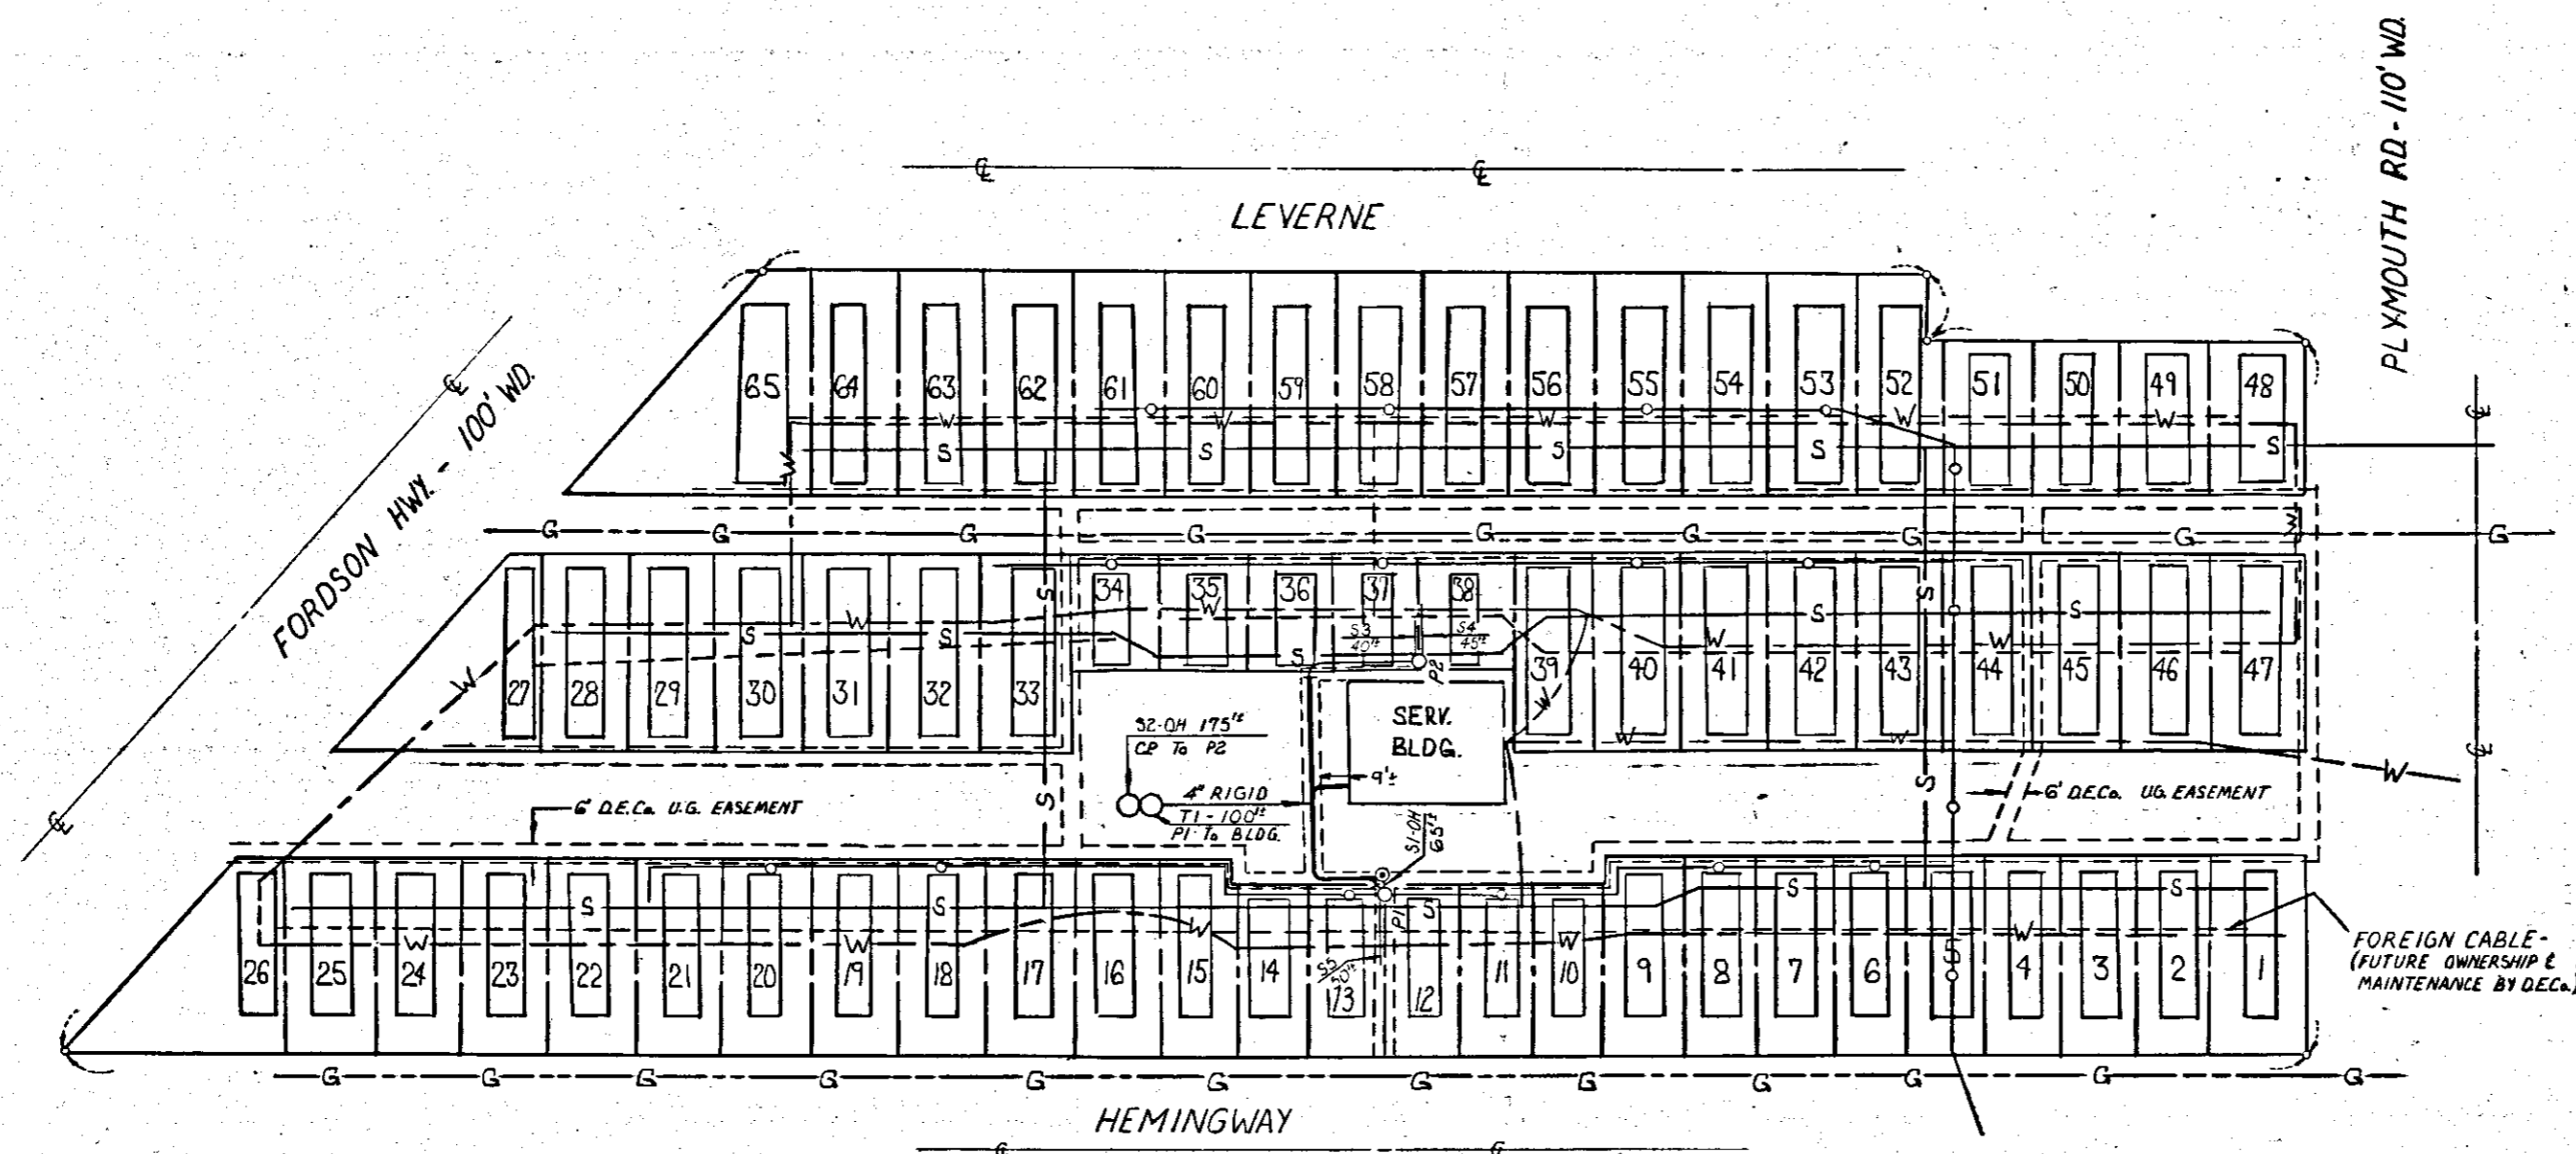 PLYMOUTH RD. - 110' WD.
℄ ℄
LEVERNE
FORDSON HWY. - 100' WD.
℄
℄
65 64 63 62 61 60 59 58 57 56 55 54 53 52 51 50 49 48
W W W W W
S S S S S
W
℄
G G G G G G G G G
W
34 35 36 37 38
S W W S S S
S3 40'± S4 45'±
S S S W W
P2
27 28 29 30 31 32 33 39 40 41 42 43 44 45 46 47
W W
W W
SERV.
BLDG.
S2-OH 175'±
CP To P2
℄
W
9'±
4" RIGID
T1 - 100'±
P1 To BLDG.
S S
6' D.E.Co. U.G. EASEMENT
6' D.E.Co. UG. EASEMENT
℄
S1-OH
65'±
S S S S S
P1
W W W W W
S5
26 25 24 23 22 21 20 19 18 17 16 15 14 13 12 11 10 9 8 7 6 5 4 3 2 1
FOREIGN CABLE -
(FUTURE OWNERSHIP &
MAINTENANCE BY D.E.Co.)
G G G G G G G G G G G G
HEMINGWAY
℄ ℄